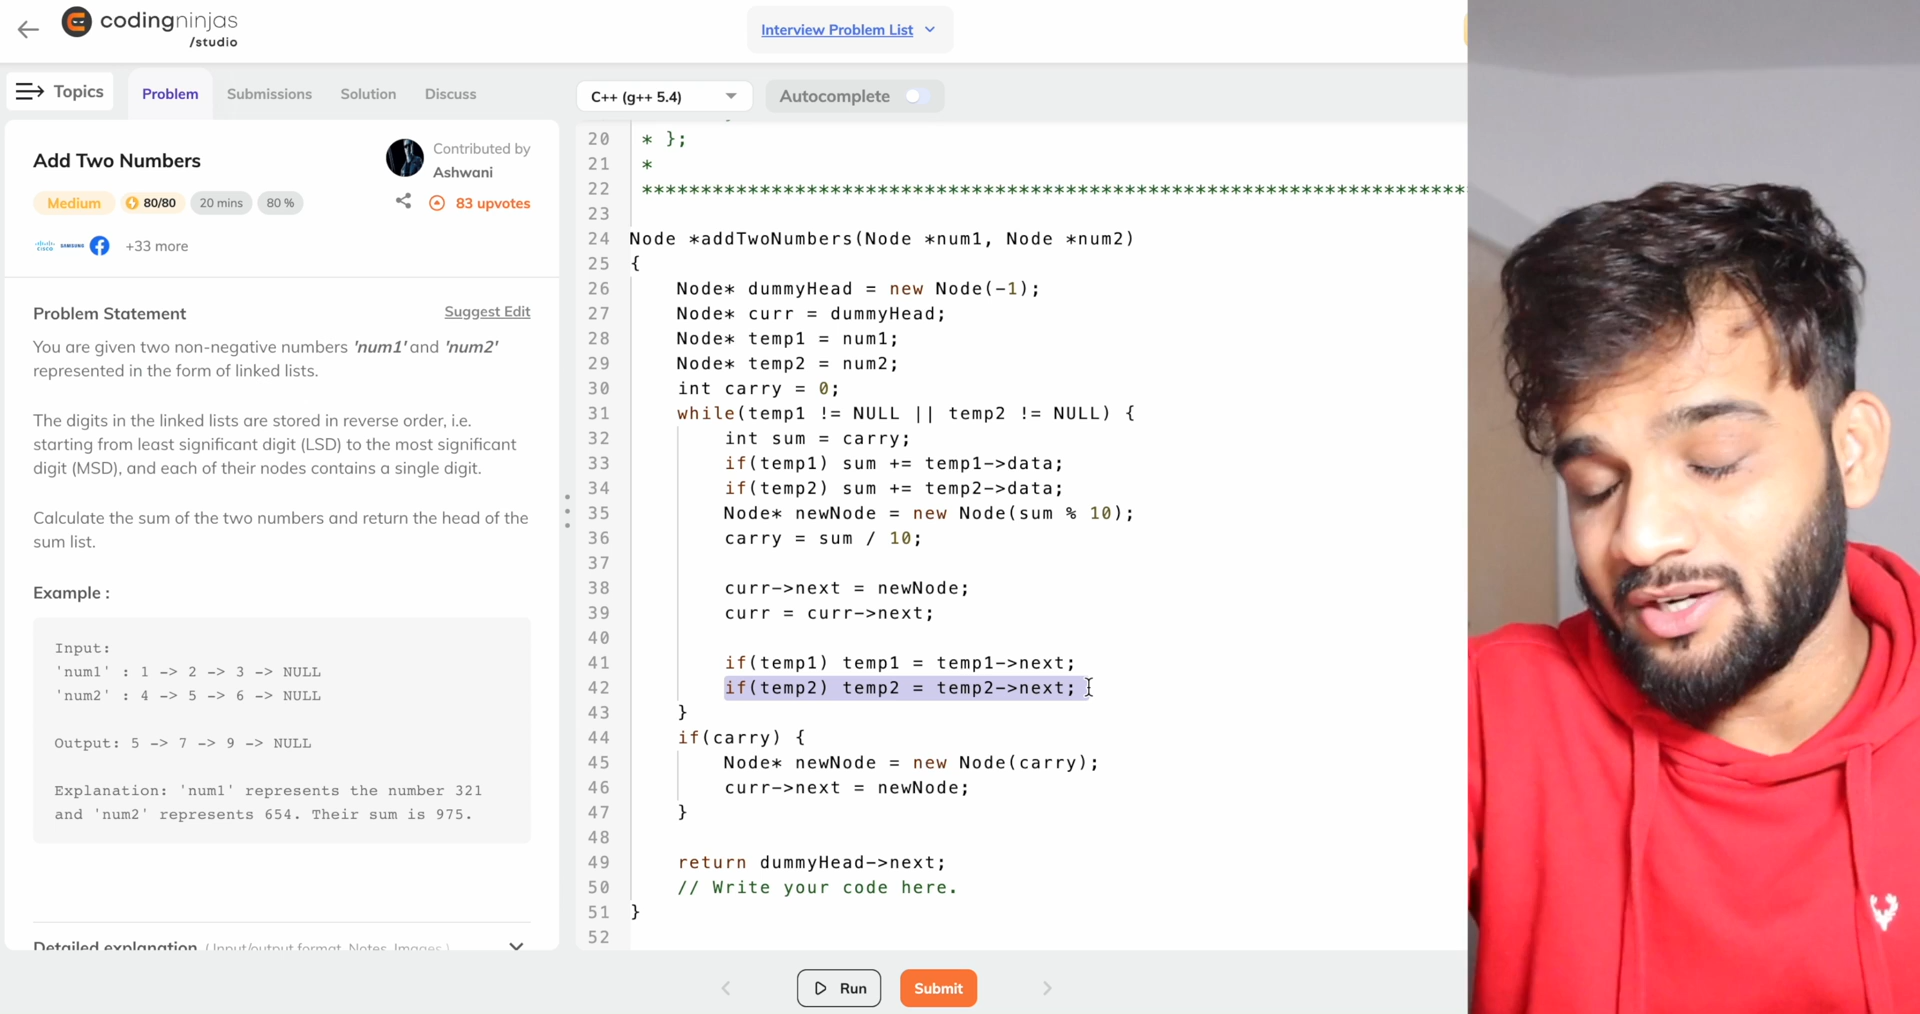 codingninjas
/studio
Interview Problem List
Topics
Problem
Submissions
Solution
Discuss
C++ (g++ 5.4)
Autocomplete
Add Two Numbers
Contributed by
Ashwani
Medium
80/80
20 mins
80 %
83 upvotes
CISCO
SAMSUNG
+33 more
Problem Statement
Suggest Edit
You are given two non-negative numbers 'num1' and 'num2'
represented in the form of linked lists.
The digits in the linked lists are stored in reverse order, i.e.
starting from least significant digit (LSD) to the most significant
digit (MSD), and each of their nodes contains a single digit.
Calculate the sum of the two numbers and return the head of the
sum list.
Example :
Input:
'num1' : 1 -> 2 -> 3 -> NULL
'num2' : 4 -> 5 -> 6 -> NULL
Output: 5 -> 7 -> 9 -> NULL
Explanation: 'num1' represents the number 321
and 'num2' represents 654. Their sum is 975.
Detailed explanation ( Input/output format, Notes, Images )
20 * };
21 *
22 **********************************************************************
23
24 Node *addTwoNumbers(Node *num1, Node *num2)
25 {
26 Node* dummyHead = new Node(-1);
27 Node* curr = dummyHead;
28 Node* temp1 = num1;
29 Node* temp2 = num2;
30 int carry = 0;
31 while(temp1 != NULL || temp2 != NULL) {
32 int sum = carry;
33 if(temp1) sum += temp1->data;
34 if(temp2) sum += temp2->data;
35 Node* newNode = new Node(sum % 10);
36 carry = sum / 10;
37
38 curr->next = newNode;
39 curr = curr->next;
40
41 if(temp1) temp1 = temp1->next;
42 if(temp2) temp2 = temp2->next;
43 }
44 if(carry) {
45 Node* newNode = new Node(carry);
46 curr->next = newNode;
47 }
48
49 return dummyHead->next;
50 // Write your code here.
51 }
52
Run
Submit